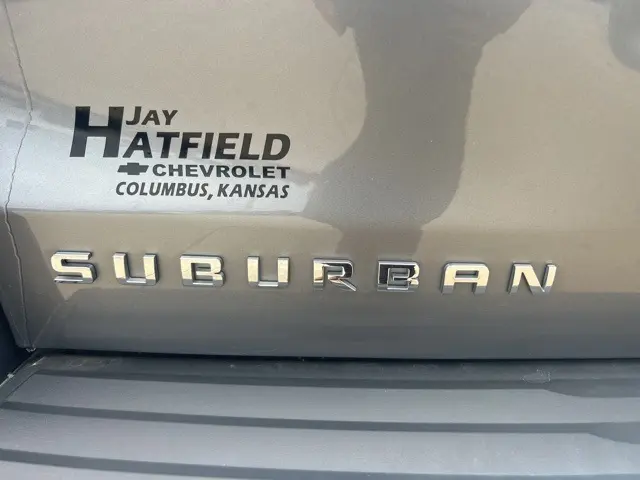 JAY
HATFIELD
CHEVROLET
COLUMBUS, KANSAS
SUBURBAN